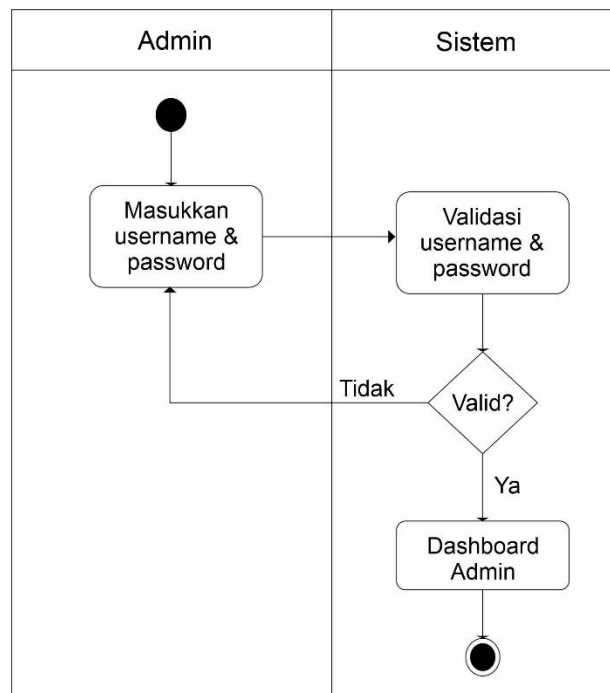 Admin
Sistem
Masukkan
username &
password
Validasi
username &
password
Valid?
Tidak
Ya
Dashboard
Admin